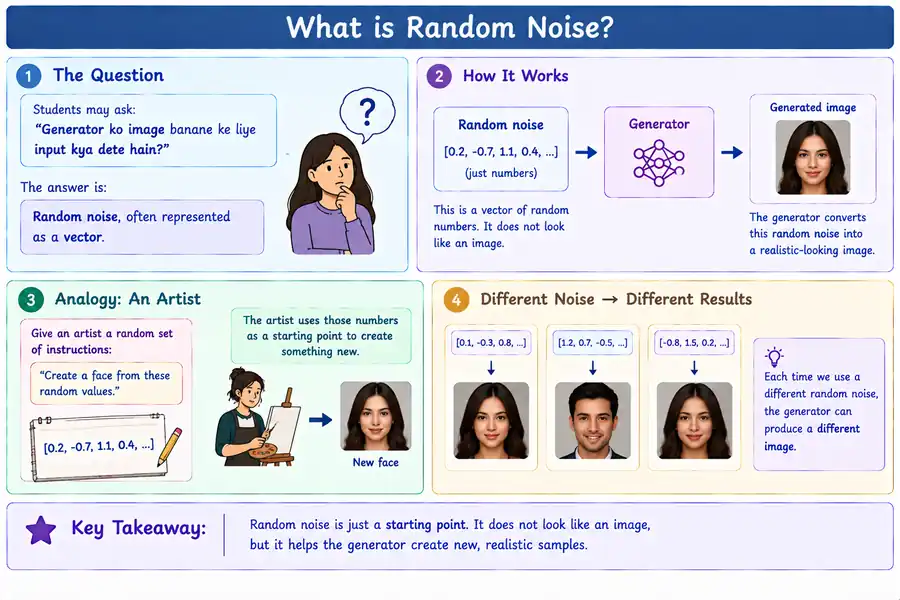 What is Random Noise?
1 The Question
Students may ask:
“Generator ko image banane ke liye
input kya dete hain?”
?
The answer is:
Random noise, often represented
as a vector.
2 How It Works
Random noise
[0.2, -0.7, 1.1, 0.4, ...]
(just numbers)
This is a vector of random
numbers. It does not look
like an image.
Generator
Generated image
The generator converts
this random noise into
a realistic-looking image.
3 Analogy: An Artist
Give an artist a random set
of instructions:
“Create a face from these
random values.”
[0.2, -0.7, 1.1, 0.4, ...]
The artist uses those numbers
as a starting point to create
something new.
New face
4 Different Noise → Different Results
[0.1, -0.3, 0.8, ...]
[1.2, 0.7, -0.5, ...]
[-0.8, 1.5, 0.2, ...]
Each time we use a
different random noise,
the generator can
produce a different
image.
Key Takeaway:
Random noise is just a starting point. It does not look like an image,
but it helps the generator create new, realistic samples.